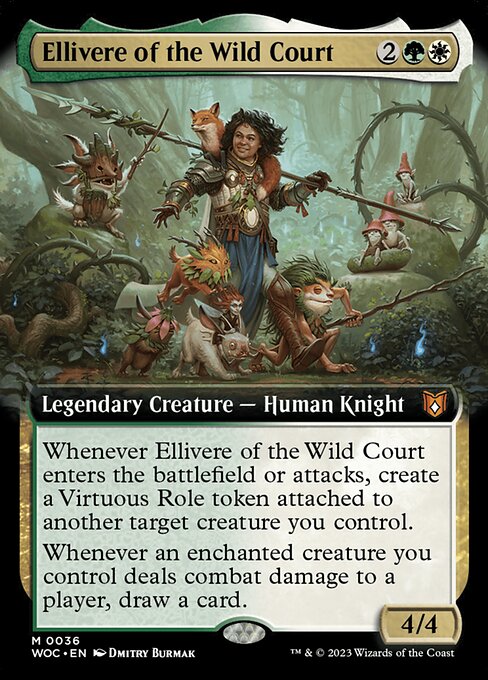 Ellivere of the Wild Court 2
Legendary Creature — Human Knight
Whenever Ellivere of the Wild Court
enters the battlefield or attacks, create
a Virtuous Role token attached to
another target creature you control.
Whenever an enchanted creature you
control deals combat damage to a
player, draw a card.
4/4
M 0036
WOC • EN Dmitry Burmak
™ & © 2023 Wizards of the Coast